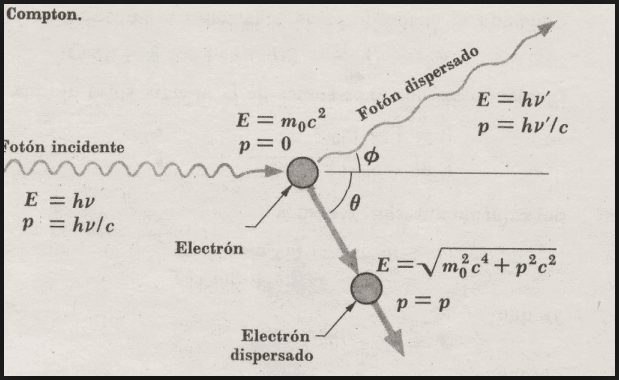 Compton.
Fotón dispersado
E = hν′
p = hν′/c
E = m₀c²
p = 0
Fotón incidente
ϕ
E = hν
p = hν/c
θ
Electrón
E = √(m₀²c⁴ + p²c²)
p = p
Electrón
dispersado